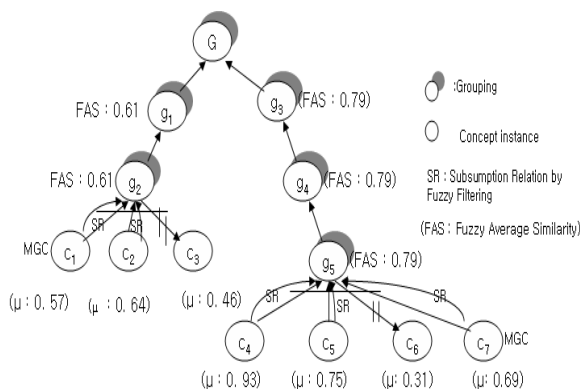 G
FAS : 0.61
g1
g3
(FAS : 0.79)
FAS : 0.61
g2
g4
(FAS : 0.79)
SR
SR
MGC
C1
C2
C3
g5
(FAS : 0.79)
(μ : 0.57)
(μ : 0.64)
(μ : 0.46)
SR
SR
SR
C4
C5
C6
C7
MGC
(μ : 0.93)
(μ : 0.75)
(μ : 0.31)
(μ: 0.69)
:Grouping
Concept instance
SR : Subsumption Relation by
Fuzzy Filtering
(FAS : Fuzzy Average Similarity)